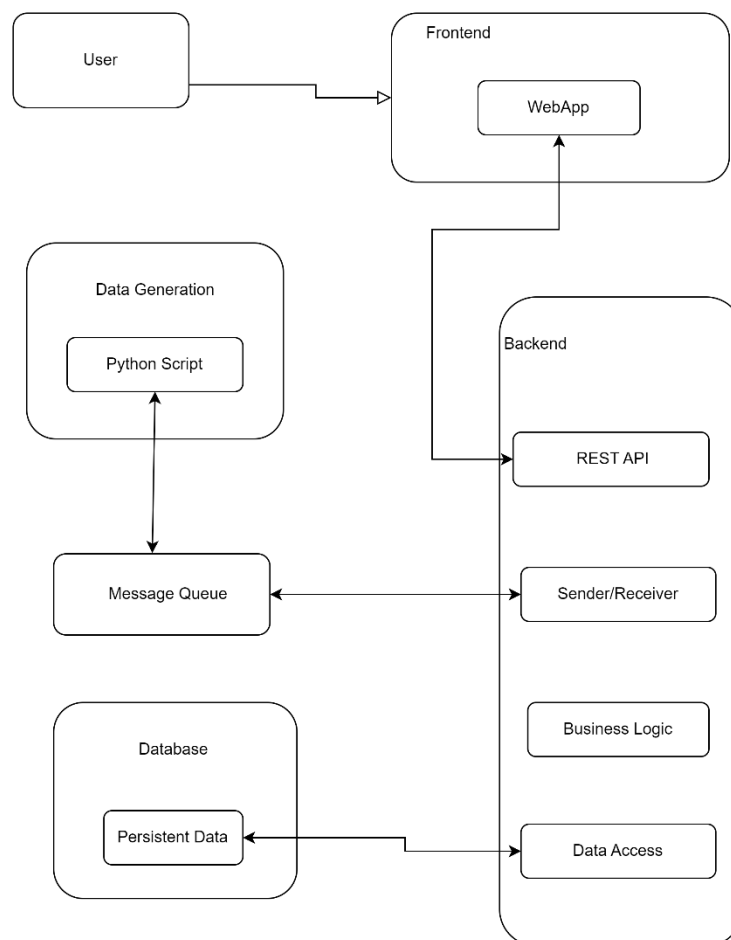 User
Frontend
WebApp
Data Generation
Python Script
Backend
REST API
Message Queue
Sender/Receiver
Business Logic
Database
Persistent Data
Data Access